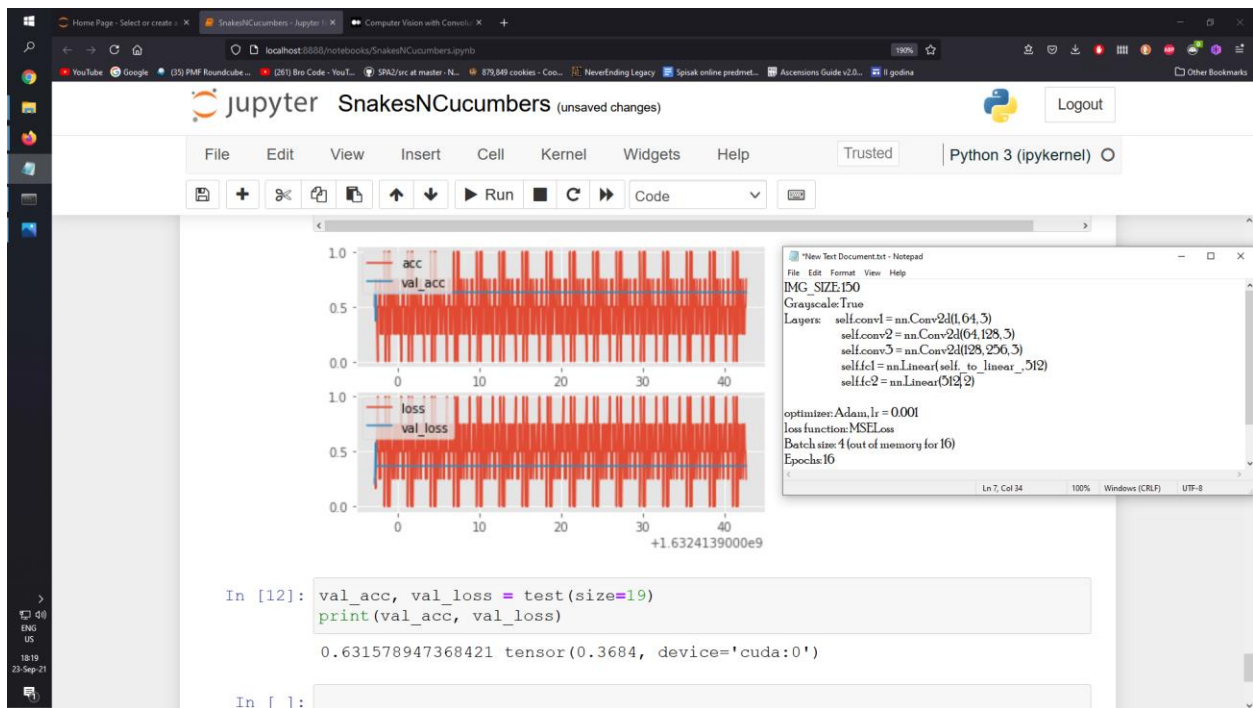 Home Page - Select or create a
SnakesNCucumbers - Jupyter N
Computer Vision with Convolu
localhost:8888/notebooks/SnakesNCucumbers.ipynb
190%
YouTube
Google
(35) PMF Roundcube ...
(261) Bro Code - YouT...
SPA2/src at master · N...
879,849 cookies - Coo...
NeverEnding Legacy
Spisak online predmet...
Ascensions Guide v2.0...
II godina
Other Bookmarks
jupyter SnakesNCucumbers (unsaved changes)
Logout
File Edit View Insert Cell Kernel Widgets Help
Trusted
Python 3 (ipykernel)
Run
Code
1.0
acc
val_acc
0.5
0.0
0 10 20 30 40
1.0
loss
val_loss
0.5
0.0
0 10 20 30 40
+1.6324139000e9
*New Text Document.txt - Notepad
File Edit Format View Help
IMG_SIZE:150
Grayscale: True
Layers: self.conv1 = nn.Conv2d(1, 64, 3)
self.conv2 = nn.Conv2d(64, 128, 3)
self.conv3 = nn.Conv2d(128, 256, 3)
self.fc1 = nn.Linear( self._to_linear_, 512)
self.fc2 = nn.Linear(512, 2)
optimizer: Adam, lr = 0.001
loss function: MSELoss
Batch size: 4 (out of memory for 16)
Epochs: 16
Ln 7, Col 34
100%
Windows (CRLF)
UTF-8
In [12]: val_acc, val_loss = test(size=19)
print(val_acc, val_loss)
0.631578947368421 tensor(0.3684, device='cuda:0')
In [ ]:
ENG
US
18:19
23-Sep-21